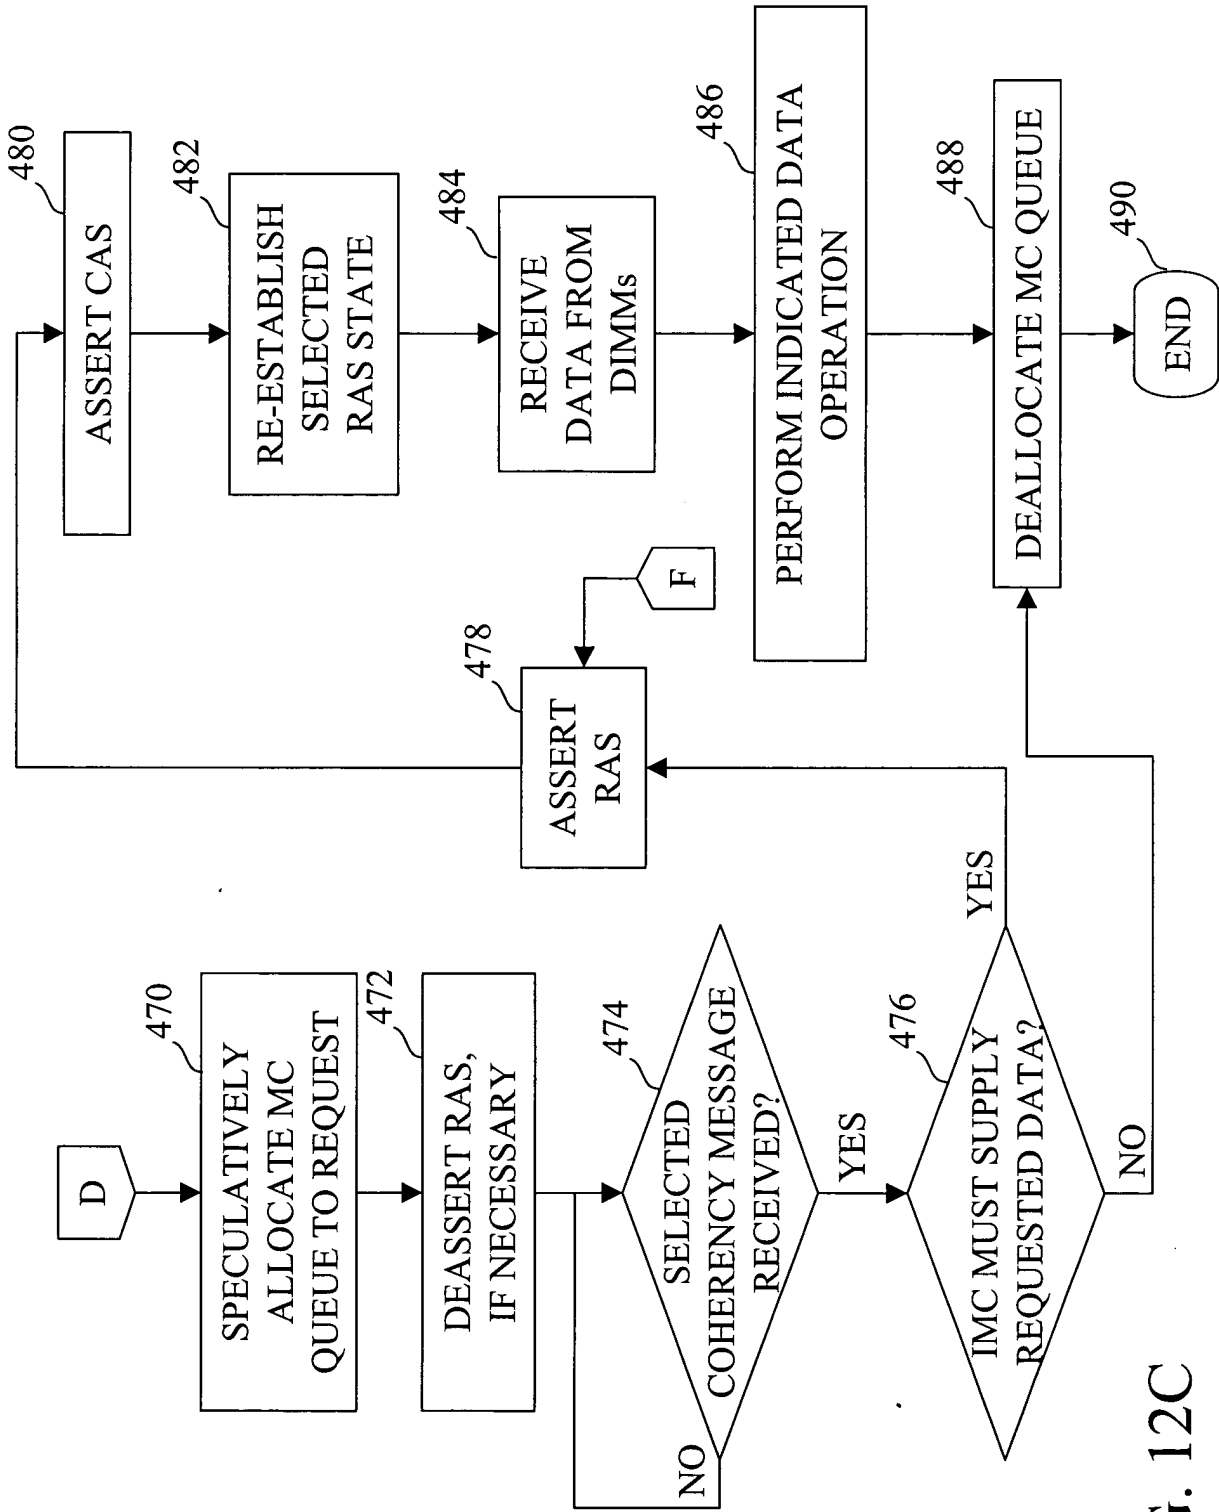 D
470
SPECULATIVELY
ALLOCATE MC
QUEUE TO REQUEST
472
DEASSERT RAS,
IF NECESSARY
474
SELECTED
COHERENCY MESSAGE
RECEIVED?
NO
YES
476
IMC MUST SUPPLY
REQUESTED DATA?
YES
NO
478
ASSERT
RAS
F
480
ASSERT CAS
482
RE-ESTABLISH
SELECTED
RAS STATE
484
RECEIVE
DATA FROM
DIMMs
486
PERFORM INDICATED DATA
OPERATION
488
DEALLOCATE MC QUEUE
490
END
12C